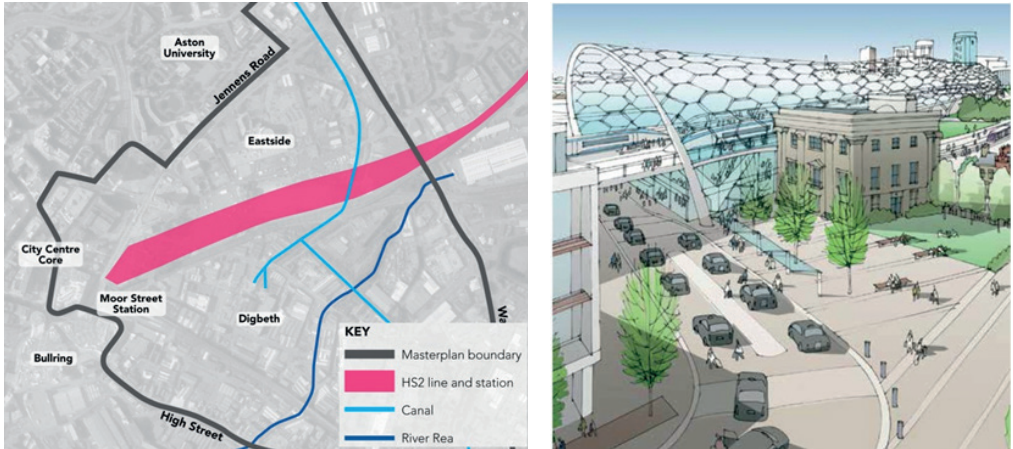 Aston
University
Jennens Road
Eastside
City Centre
Core
Moor Street
Station
Digbeth
Bullring
High Street
Wa
KEY
Masterplan boundary
HS2 line and station
Canal
River Rea